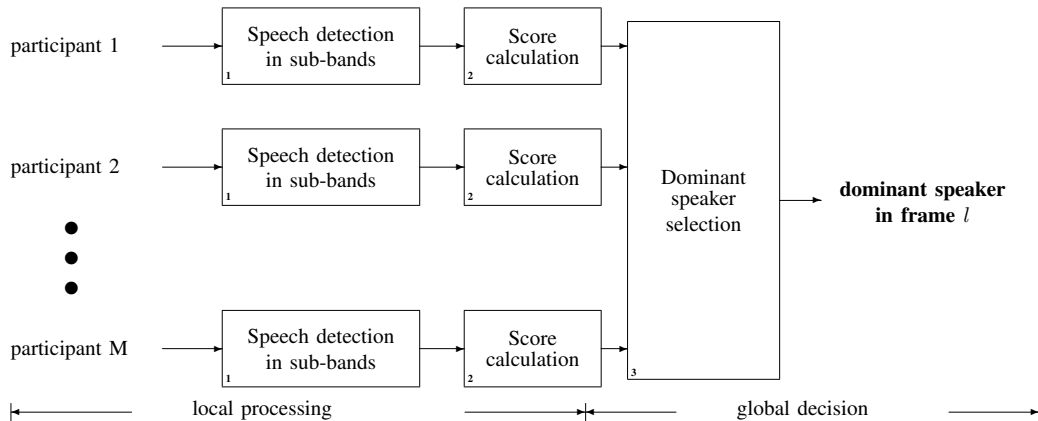 participant 1
Speech detection
in sub-bands
1
Score
calculation
2
participant 2
Speech detection
in sub-bands
1
Score
calculation
2
Dominant
speaker
selection
3
dominant speaker
in frame l
participant M
Speech detection
in sub-bands
1
Score
calculation
2
local processing
global decision